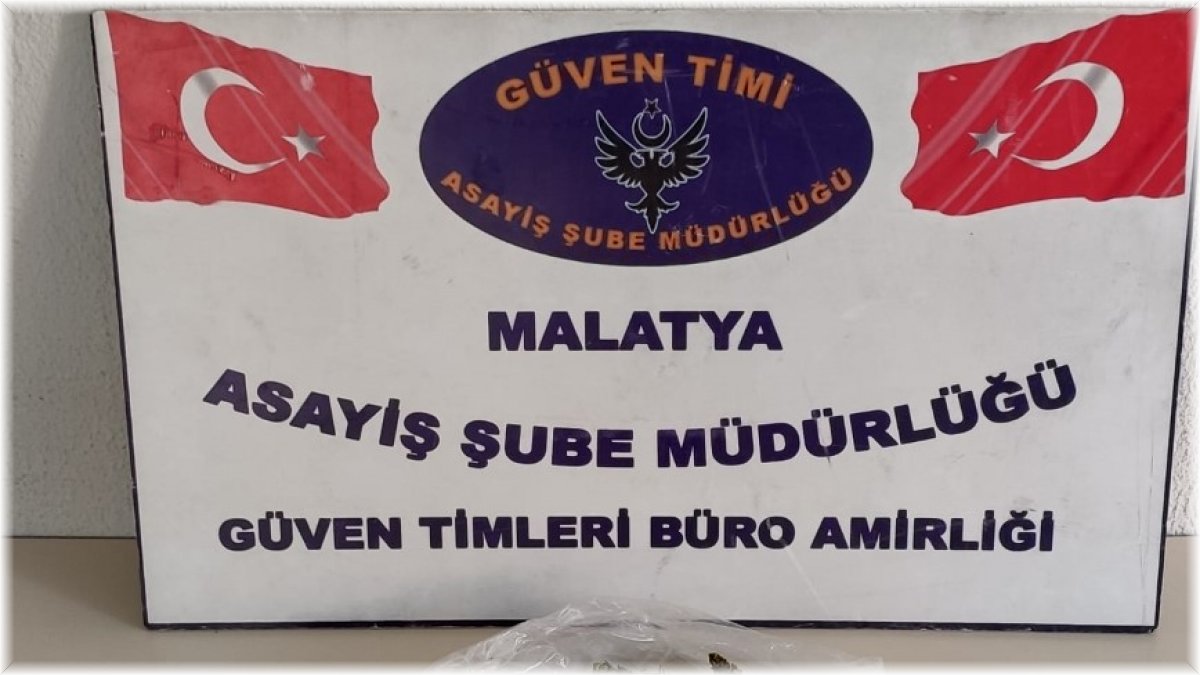 GÜVEN TİMİ
ASAYİŞ ŞUBE MÜDÜRLÜĞÜ
MALATYA
ASAYİŞ ŞUBE MÜDÜRLÜĞÜ
GÜVEN TİMLERİ BÜRO AMİRLİĞİ